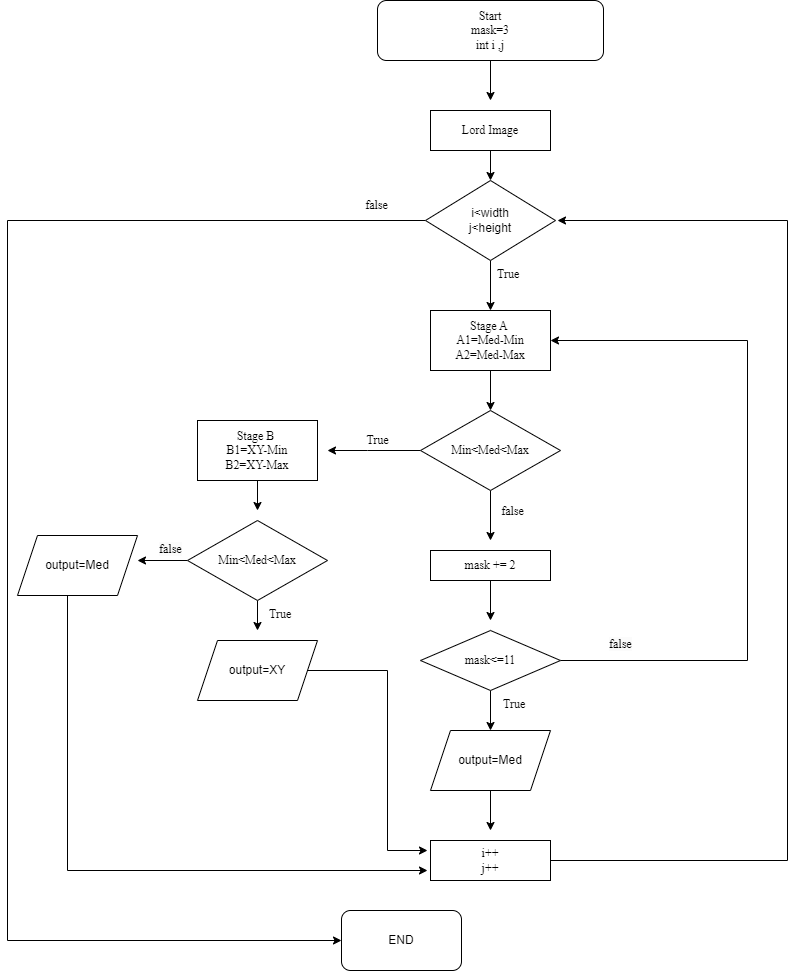 Start
mask=3
int i ,j
Lord Image
false
i<width
j<height
True
Stage A
A1=Med-Min
A2=Med-Max
Stage B
B1=XY-Min
B2=XY-Max
True
Min<Med<Max
false
output=Med
false
Min<Med<Max
True
mask += 2
output=XY
mask<=11
false
True
output=Med
i++
j++
END